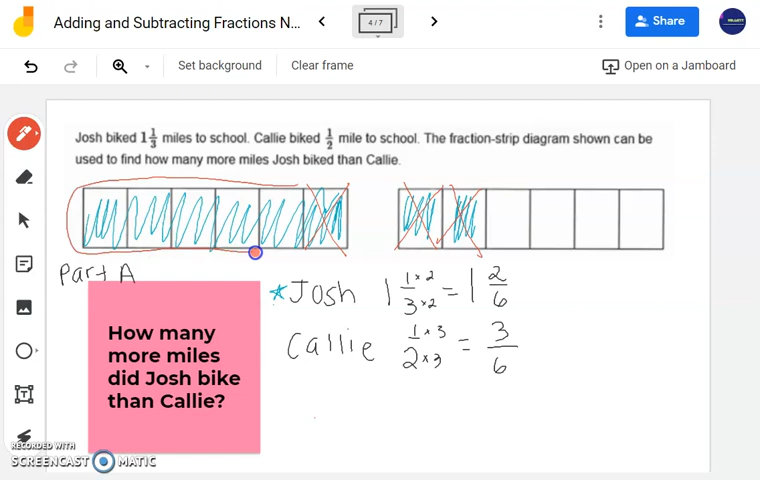 Adding and Subtracting Fractions N...
4 / 7
Share
Set background
Clear frame
Open on a Jamboard
Josh biked 1 1/3 miles to school. Callie biked 1/2 mile to school. The fraction-strip diagram shown can be
used to find how many more miles Josh biked than Callie.
Part A
*Josh 1 1 x 2 / 3 x 2 = 1 2/6
Callie 1 x 3 / 2 x 3 = 3/6
How many
more miles
did Josh bike
than Callie?
RECORDED WITH
SCREENCAST MATIC